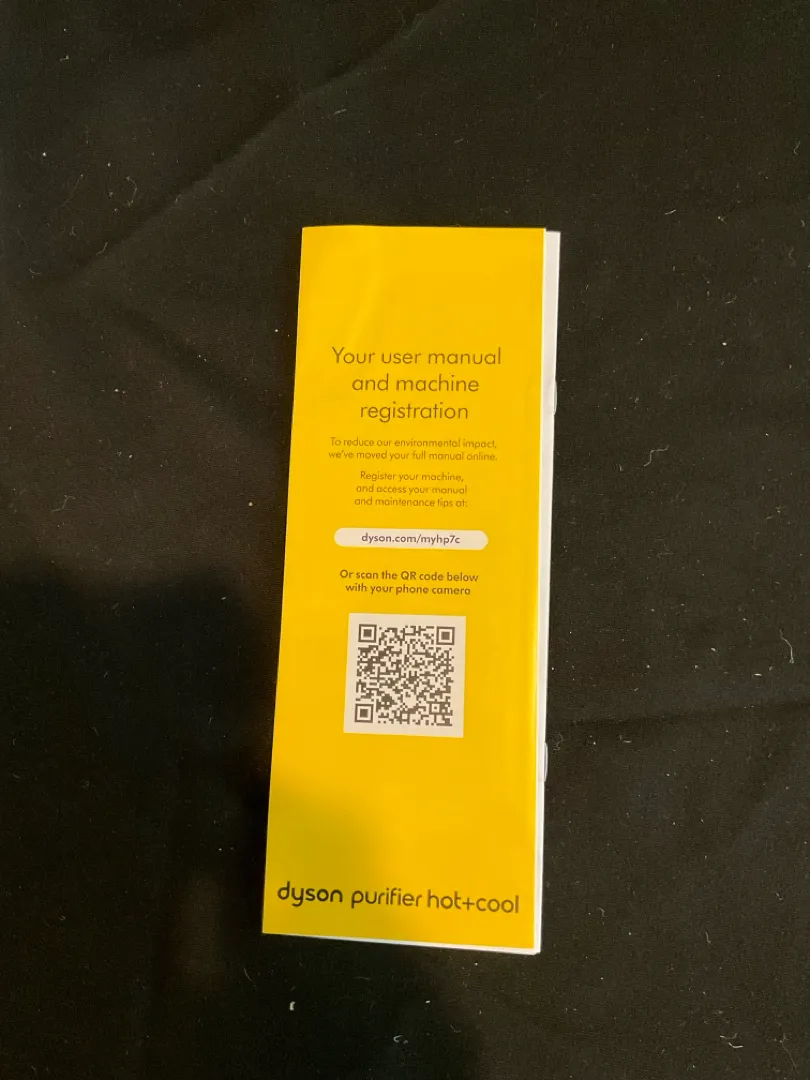 Your user manual
and machine
registration
To reduce our environmental impact,
we've moved your full manual online.
Register your machine,
and access your manual
and maintenance tips at:
dyson.com/myhp7c
Or scan the QR code below
with your phone camera
dyson purifier hot+cool